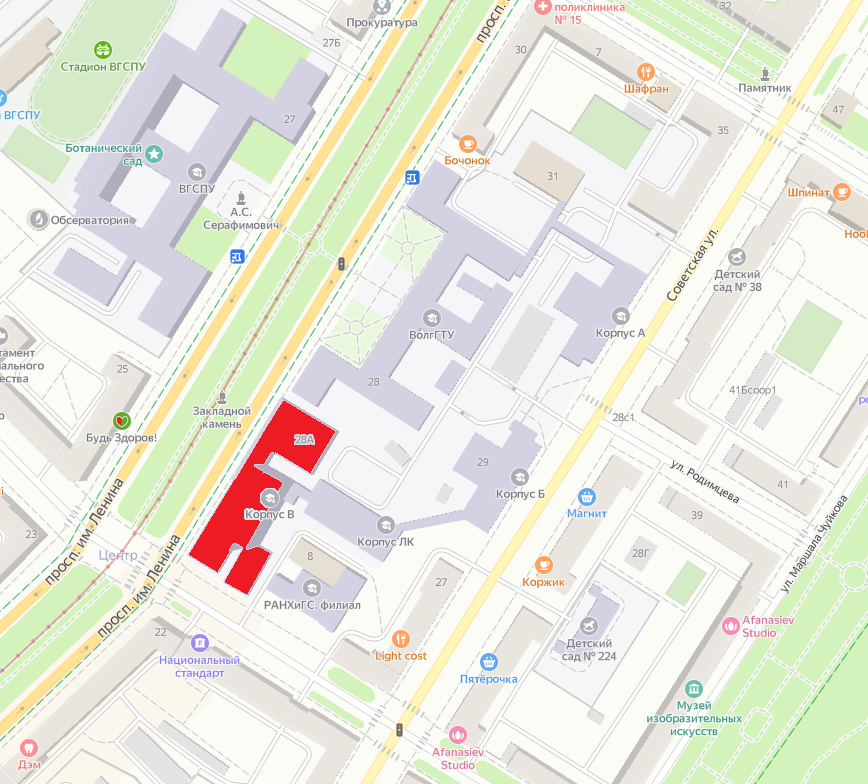 Прокуратура
просп.
поликлиника
№ 15
32
27Б
30
7
Стадион ВГСПУ
Шафран
Памятник
47
ВГСПУ
27
35
Ботанический
сад
Бочонок
31
ВГСПУ
Шпинат
А.С.
Серафимович
Обсерватория
Советская ул.
Детский
сад № 38
ВолгГТУ
Корпус А
25
28
41Бсоор1
Закладной
камень
Будь Здоров!
28с1
28А
29
ул. Родимцева
41
Корпус Б
Корпус В
Магнит
39
просп. им. Ленина
23
Корпус ЛК
ул. Маршала Чуйкова
Центр
8
28Г
27
Коржик
просп. им. Ленина
РАНХиГС, филиал
22
Afanasiev
Studio
Детский
сад № 224
Национальный
стандарт
Light cost
Пятёрочка
Музей
изобразительных
искусств
Afanasiev
Studio
Дэм